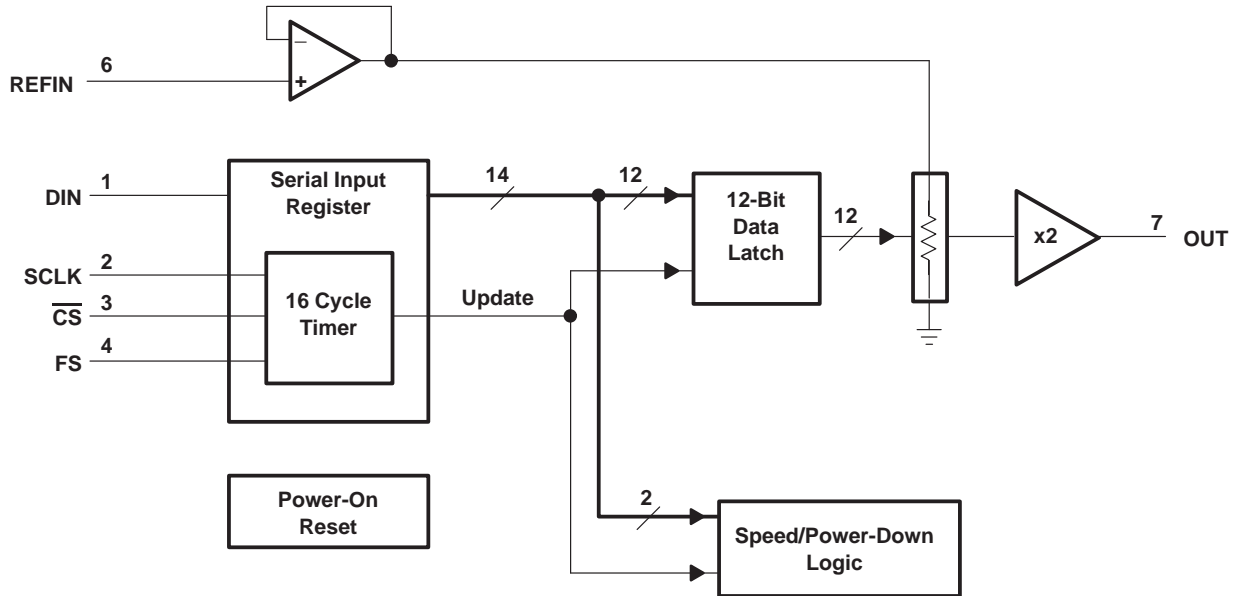 –
6
REFIN
+
DIN
1
Serial Input
Register
14
12
12-Bit
Data
Latch
12
x2
7
OUT
SCLK
2
CS
3
FS
4
16 Cycle
Timer
Update
Power-On
Reset
2
Speed/Power-Down
Logic